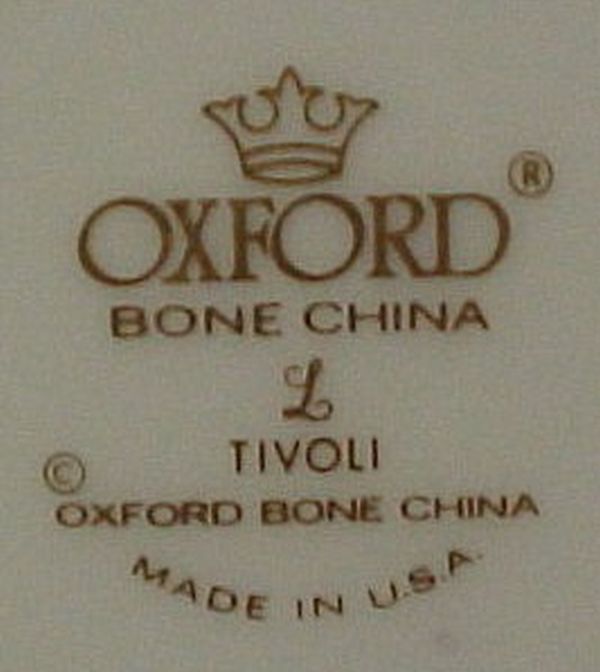 OXFORD ®
BONE CHINA
L
TIVOLI
© OXFORD BONE CHINA
MADE IN U.S.A.